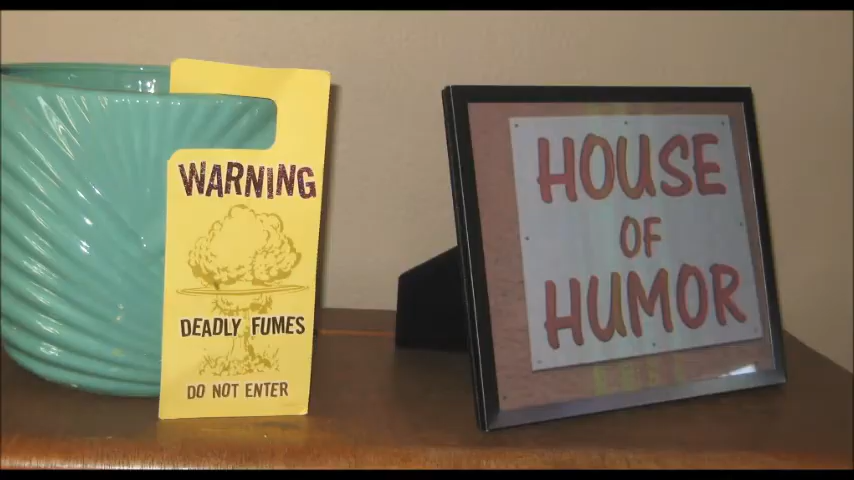 WARNING
DEADLY FUMES
DO NOT ENTER
HOUSE
OF
HUMOR